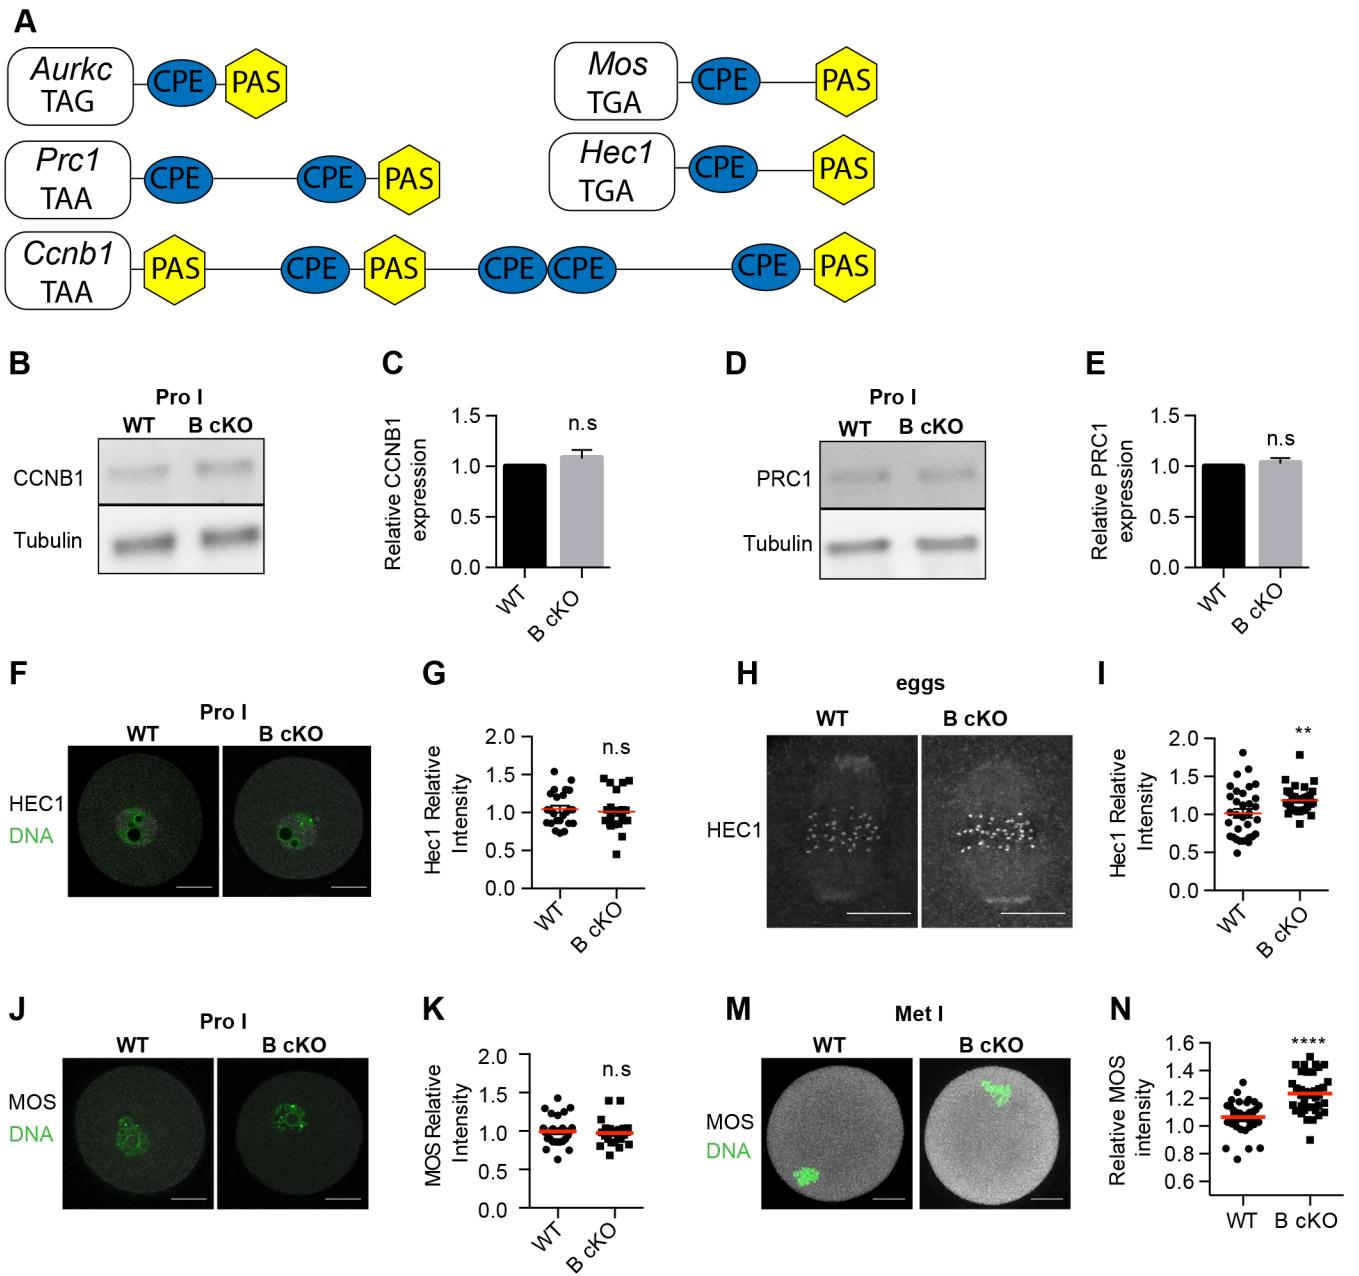 A
Aurkc
TAG
CPE
PAS
Mos
TGA
CPE
PAS
Prc1
TAA
CPE
CPE
PAS
Hec1
TGA
CPE
PAS
Ccnb1
TAA
PAS
CPE
PAS
CPE
CPE
CPE
PAS
B
Pro I
WT B cKO
CCNB1
Tubulin
C
Relative CCNB1
expression
1.5
1.0
0.5
0.0
n.s
WT
B cKO
D
Pro I
WT B cKO
PRC1
Tubulin
E
Relative PRC1
expression
1.5
1.0
0.5
0.0
n.s
WT
B cKO
F
Pro I
WT B cKO
HEC1
DNA
G
Hec1 Relative
Intensity
2.0
1.5
1.0
0.5
0.0
n.s
WT
B cKO
H
eggs
WT B cKO
HEC1
I
Hec1 Relative
Intensity
2.0
1.5
1.0
0.5
0.0
**
WT
B cKO
J
Pro I
WT B cKO
MOS
DNA
K
MOS Relative
Intensity
2.0
1.5
1.0
0.5
0.0
n.s
WT
B cKO
M
Met I
WT B cKO
MOS
DNA
N
Relative MOS
intensity
1.6
1.4
1.2
1.0
0.8
0.6
****
WT B cKO